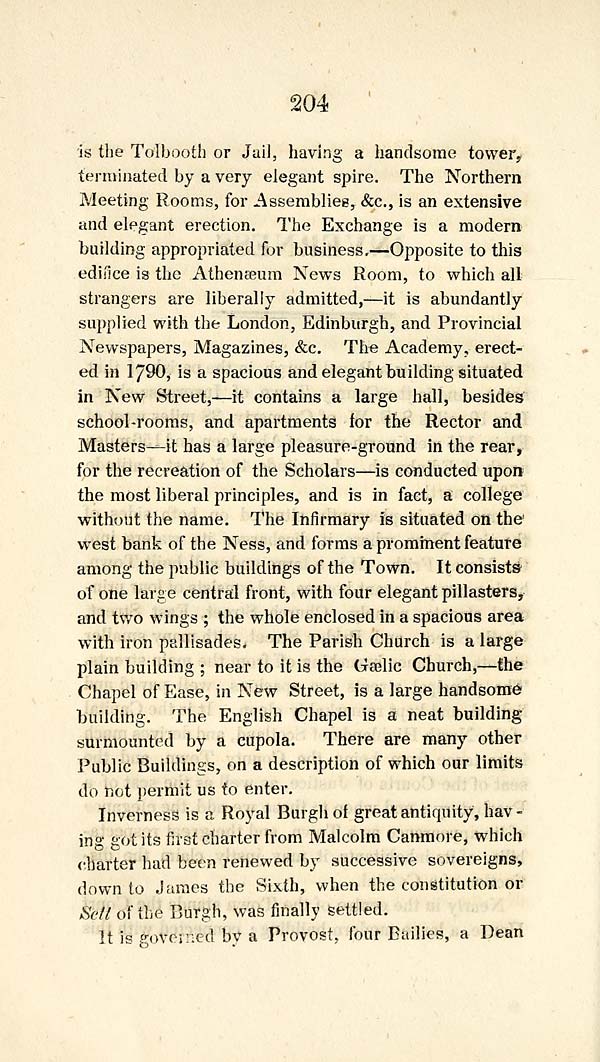 204
is the Tolbooth or Jail, having a handsome tower,
terminated by a very elegant spire. The Northern
Meeting Rooms, for Assemblies, &c., is an extensive
and elegant erection. The Exchange is a modern
building appropriated for business.—Opposite to this
edifice is the Athenæum News Room, to which all
strangers are liberally admitted,—it is abundantly
supplied with the London, Edinburgh, and Provincial
Newspapers, Magazines, &c. The Academy, erect-
ed in 1790, is a spacious and elegant building situated
in New Street,—it contains a large hall, besides
school-rooms, and apartments for the Rector and
Masters—it has a large pleasure-ground in the rear,
for the recreation of the Scholars—is conducted upon
the most liberal principles, and is in fact, a college
without the name. The Infirmary is situated on the
west bank of the Ness, and forms a prominent feature
among the public buildings of the Town. It consists
of one large central front, with four elegant pillasters,
and two wings ; the whole enclosed in a spacious area
with iron pallisades. The Parish Church is a large
plain building ; near to it is the Gælic Church,—the
Chapel of Ease, in New Street, is a large handsome
building. The English Chapel is a neat building
surmounted by a cupola. There are many other
Public Buildings, on a description of which our limits
do not permit us to enter.
Inverness is a Royal Burgh of great antiquity, hav-
ing got its first charter from Malcolm Canmore, which
charter had been renewed by successive sovereigns,
down to James the Sixth, when the constitution or
Sett of the Burgh, was finally settled.
It is governed by a Provost, four Bailies, a Dean